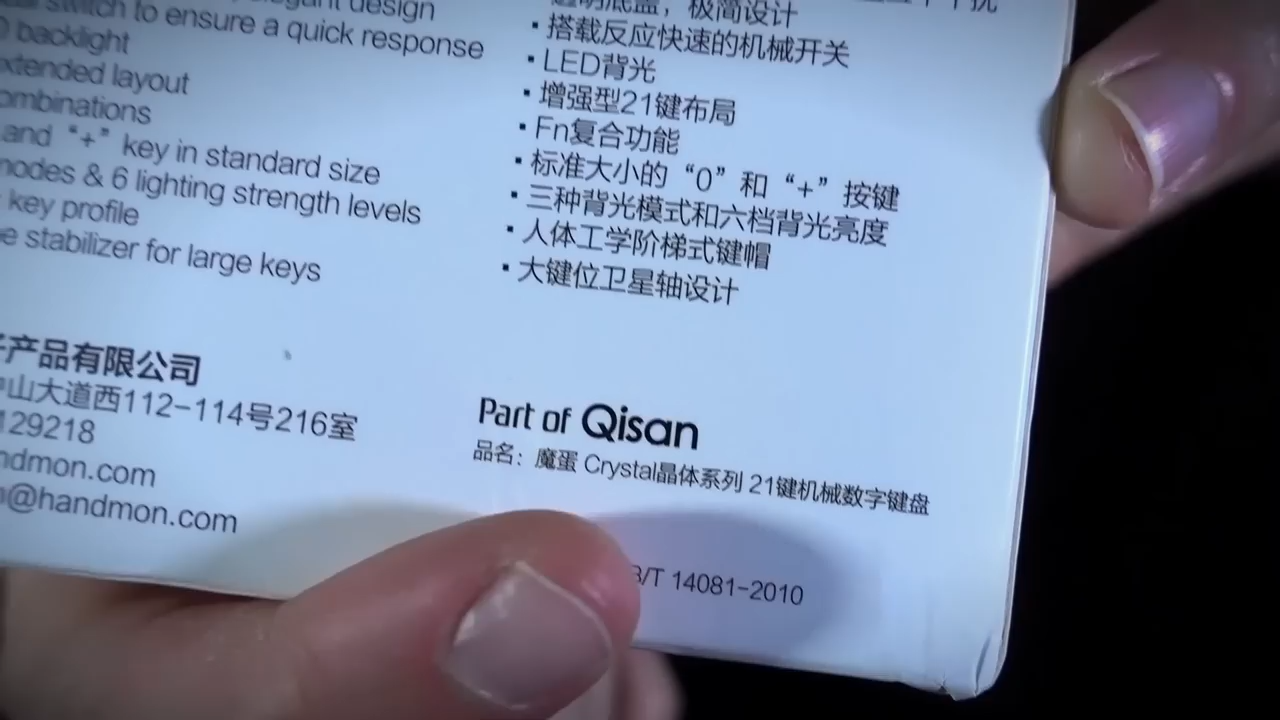 design
switch to ensure a quick response
backlight
layout
and “+” key in standard size
& 6 lighting strength levels
key profile
stabilizer for large keys
产品有限公司
山大道西112-114号216室
129218
@handmon.com
极简设计
▪搭载反应快速的机械开关
▪LED背光
▪增强型21键布局
▪Fn复合功能
▪标准大小的“0”和“+”按键
▪三种背光模式和六档背光亮度
▪人体工学阶梯式键帽
▪大键位卫星轴设计
Part of Qisan
品名：魔蛋 Crystal晶体系列 21键机械数字键盘
/T 14081-2010